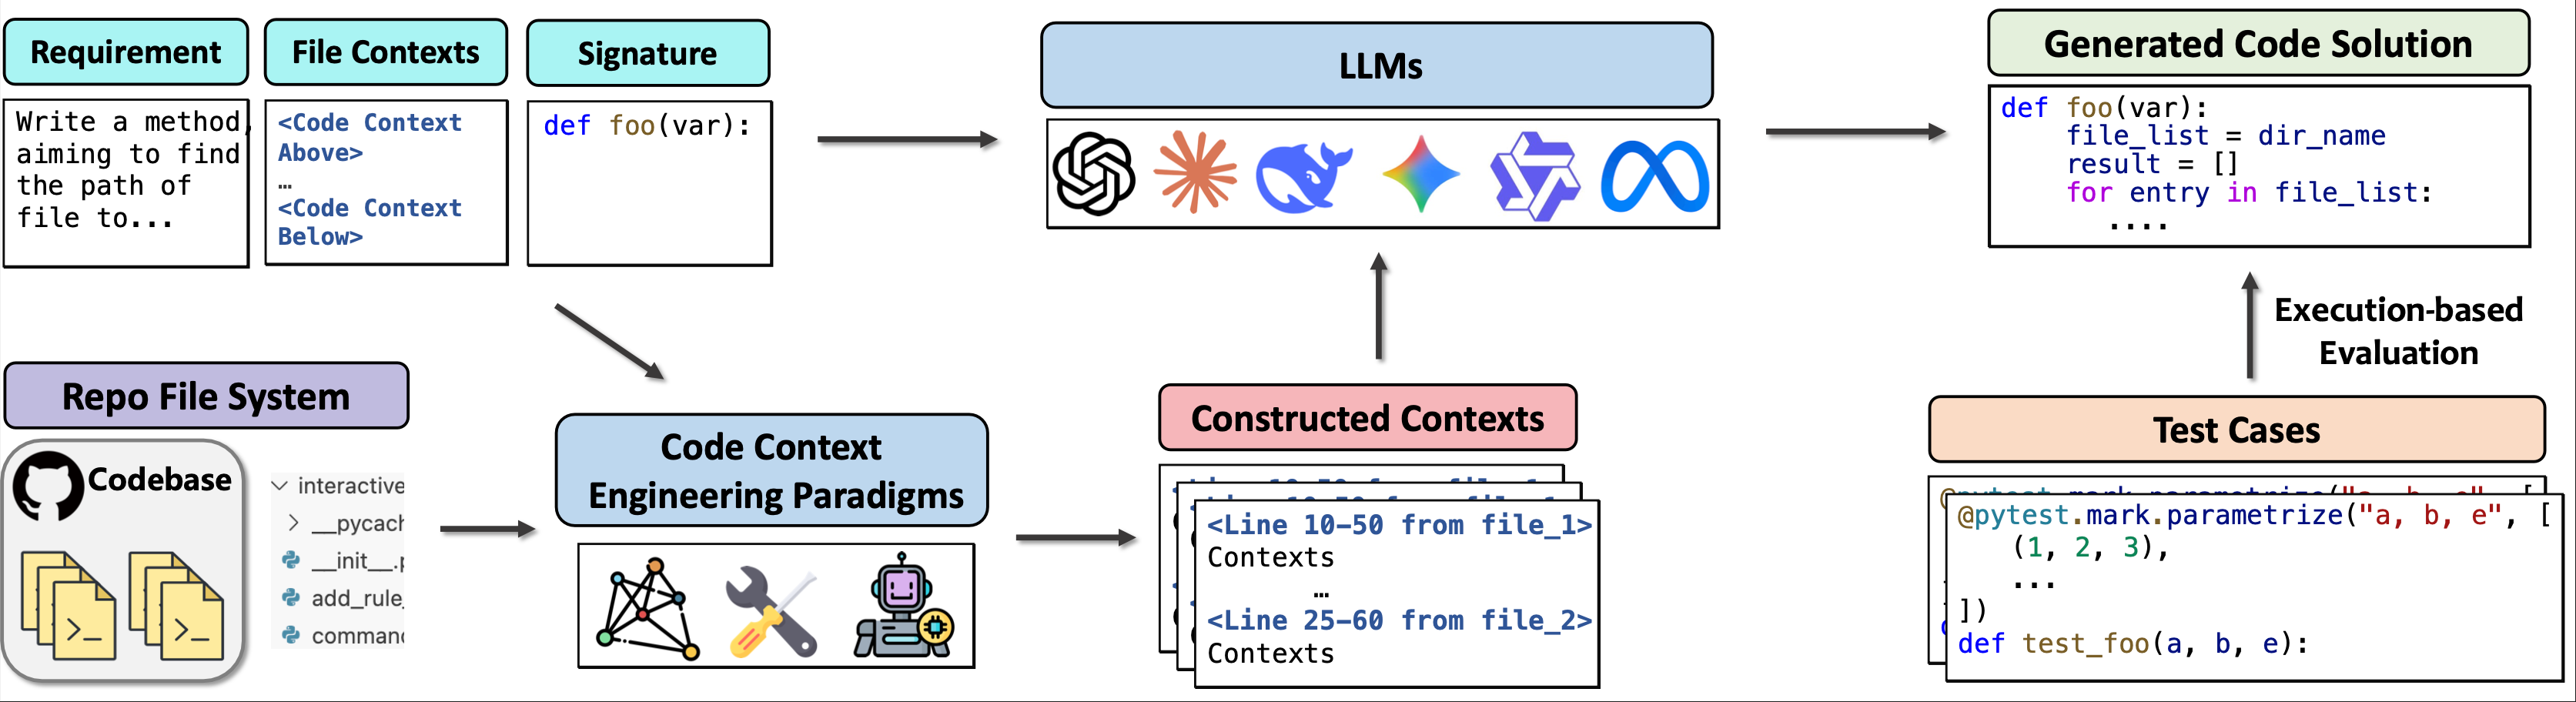 Requirement
Write a method,
aiming to find
the path of
file to...
File Contexts
<Code Context
Above>
…
<Code Context
Below>
Signature
def foo(var):
LLMs
Generated Code Solution
def foo(var):
file_list = dir_name
result = []
for entry in file_list:
....
Repo File System
Codebase
interactive
__pycach
__init__.p
add_rule_
command
Code Context
Engineering Paradigms
Constructed Contexts
<Line 10-50 from file_1>
Contexts
…
<Line 25-60 from file_2>
Contexts
Execution-based
Evaluation
Test Cases
@pytest.mark.parametrize("a, b, e", [
(1, 2, 3),
...
])
def test_foo(a, b, e):